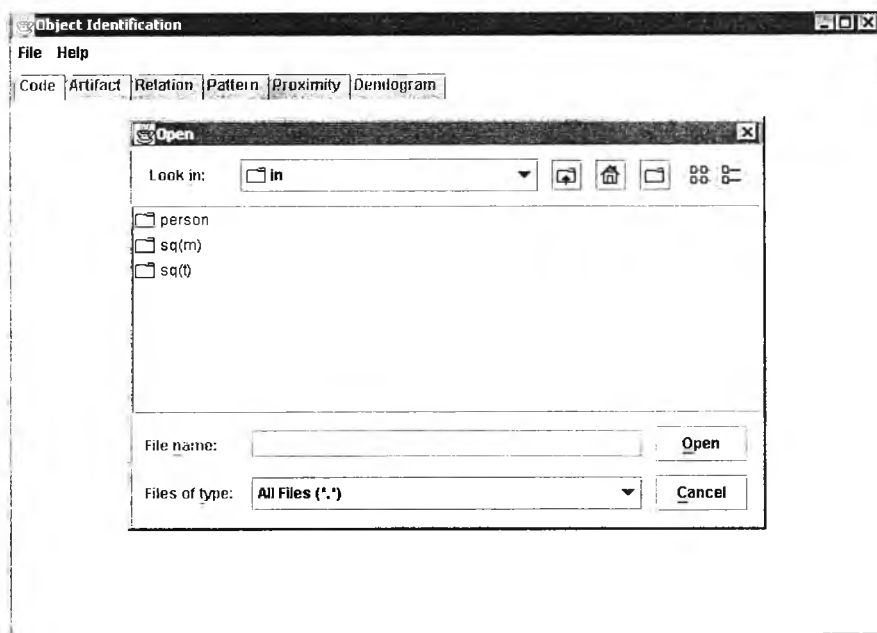 Object Identification
File Help
Code Artifact Relation Pattern Proximity Dendogram
Open
Look in: in
person
sq(m)
sq(t)
File name: Open
Files of type: All Files (*.*) Cancel